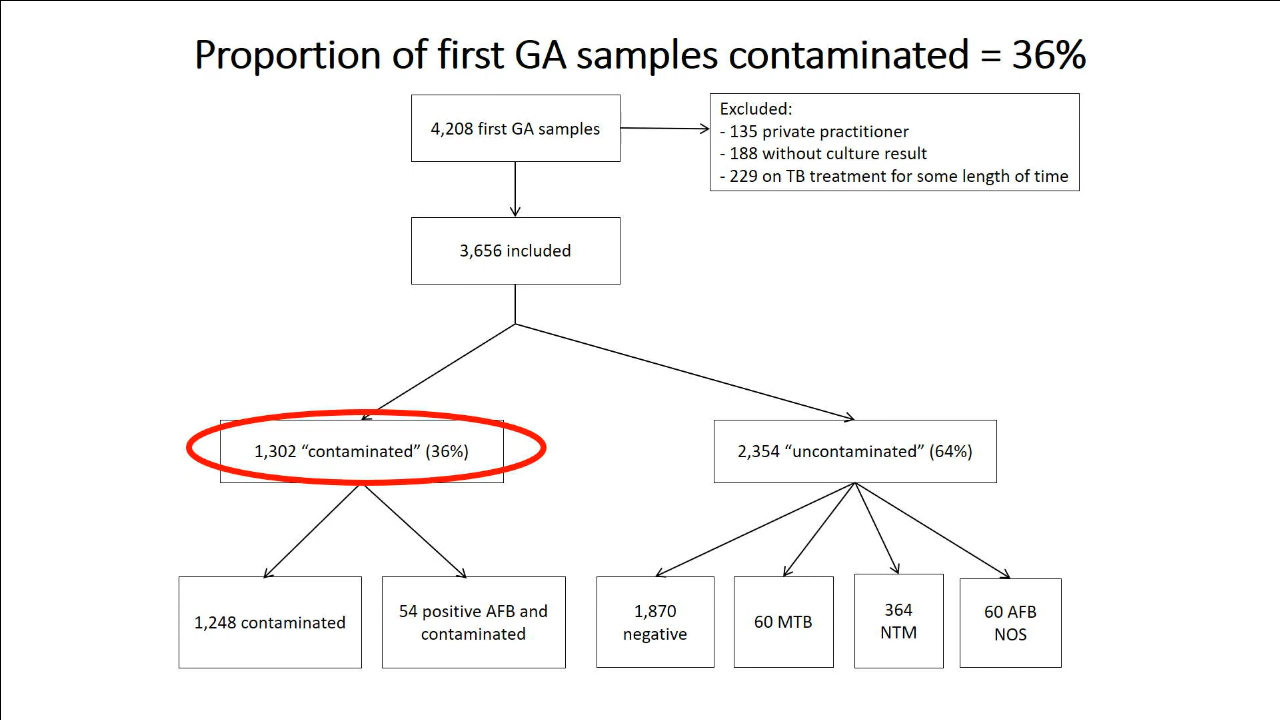 Proportion of first GA samples contaminated = 36%
4,208 first GA samples
Excluded:
- 135 private practitioner
- 188 without culture result
- 229 on TB treatment for some length of time
3,656 included
1,302 “contaminated” (36%)
2,354 “uncontaminated” (64%)
1,248 contaminated
54 positive AFB and
contaminated
1,870
negative
60 MTB
364
NTM
60 AFB
NOS